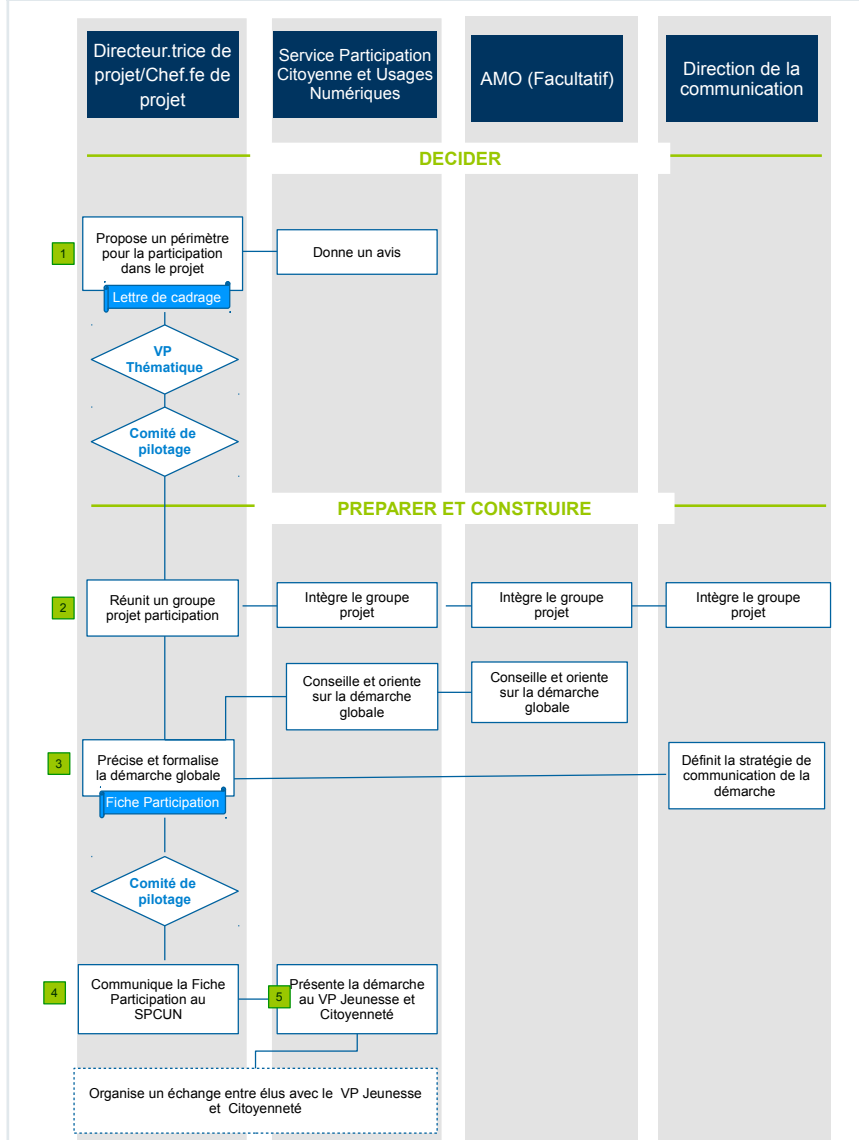 Directeur.trice de
projet/Chef.fe de
projet
Service Participation
Citoyenne et Usages
Numériques
AMO (Facultatif)
Direction de la
communication
DECIDER
1
Propose un périmètre
pour la participation
dans le projet
Donne un avis
Lettre de cadrage
VP
Thématique
Comité de
pilotage
PREPARER ET CONSTRUIRE
2
Réunit un groupe
projet participation
Intègre le groupe
projet
Intègre le groupe
projet
Intègre le groupe
projet
Conseille et oriente
sur la démarche
globale
Conseille et oriente
sur la démarche
globale
3
Précise et formalise
la démarche globale
Définit la stratégie de
communication de la
démarche
Fiche Participation
Comité de
pilotage
4
Communique la Fiche
Participation au
SPCUN
5
Présente la démarche
au VP Jeunesse et
Citoyenneté
Organise un échange entre élus avec le VP Jeunesse
et Citoyenneté